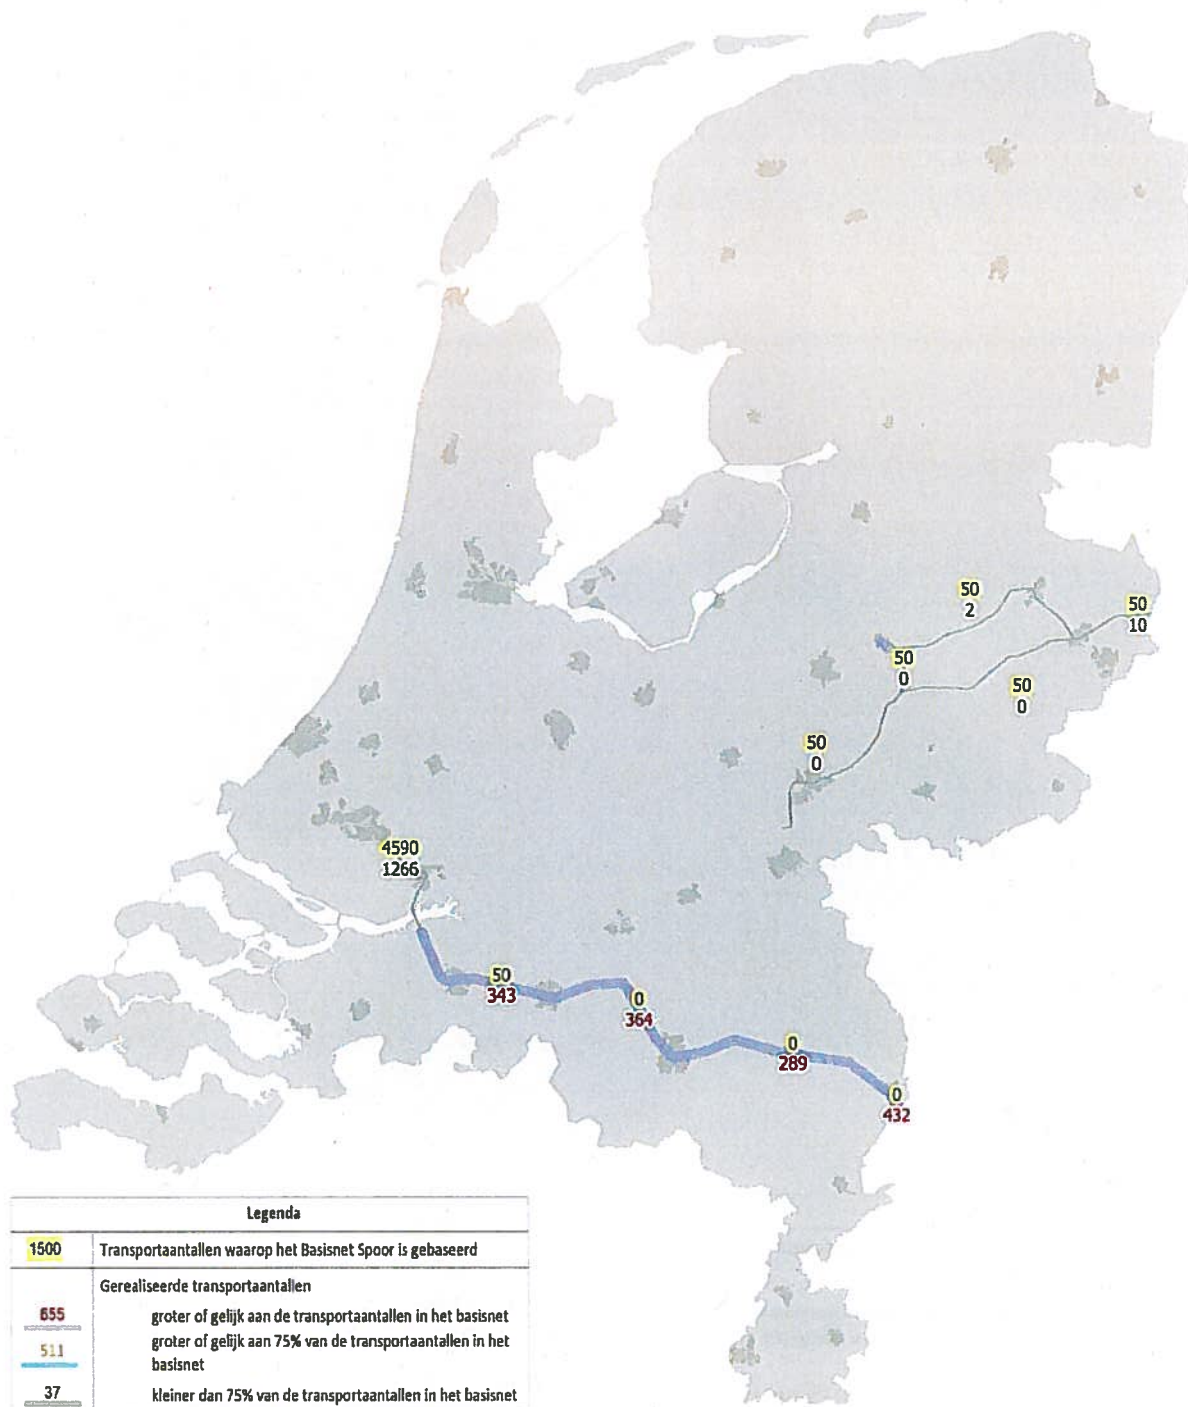 50
2
50
10
50
0
50
0
50
0
4590
1266
50
343
0
364
0
289
0
432
Legenda
1500 Transportaantallen waarop het Basisnet Spoor is gebaseerd
Gerealiseerde transportaantallen
655 groter of gelijk aan de transportaantallen in het basisnet
511 groter of gelijk aan 75% van de transportaantallen in het
basisnet
37 kleiner dan 75% van de transportaantallen in het basisnet